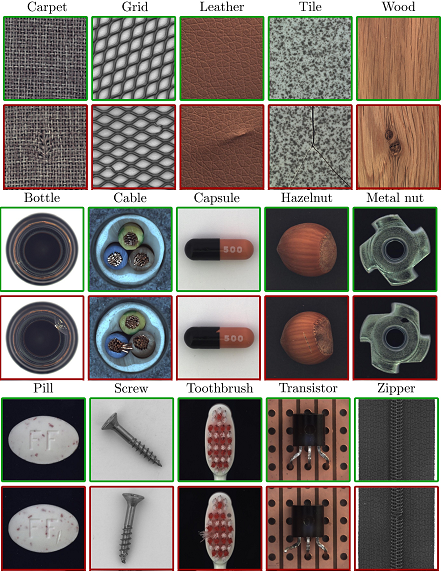 Carpet Grid Leather Tile Wood
Bottle Cable Capsule Hazelnut Metal nut
500
500
Pill Screw Toothbrush Transistor Zipper
FF
FF